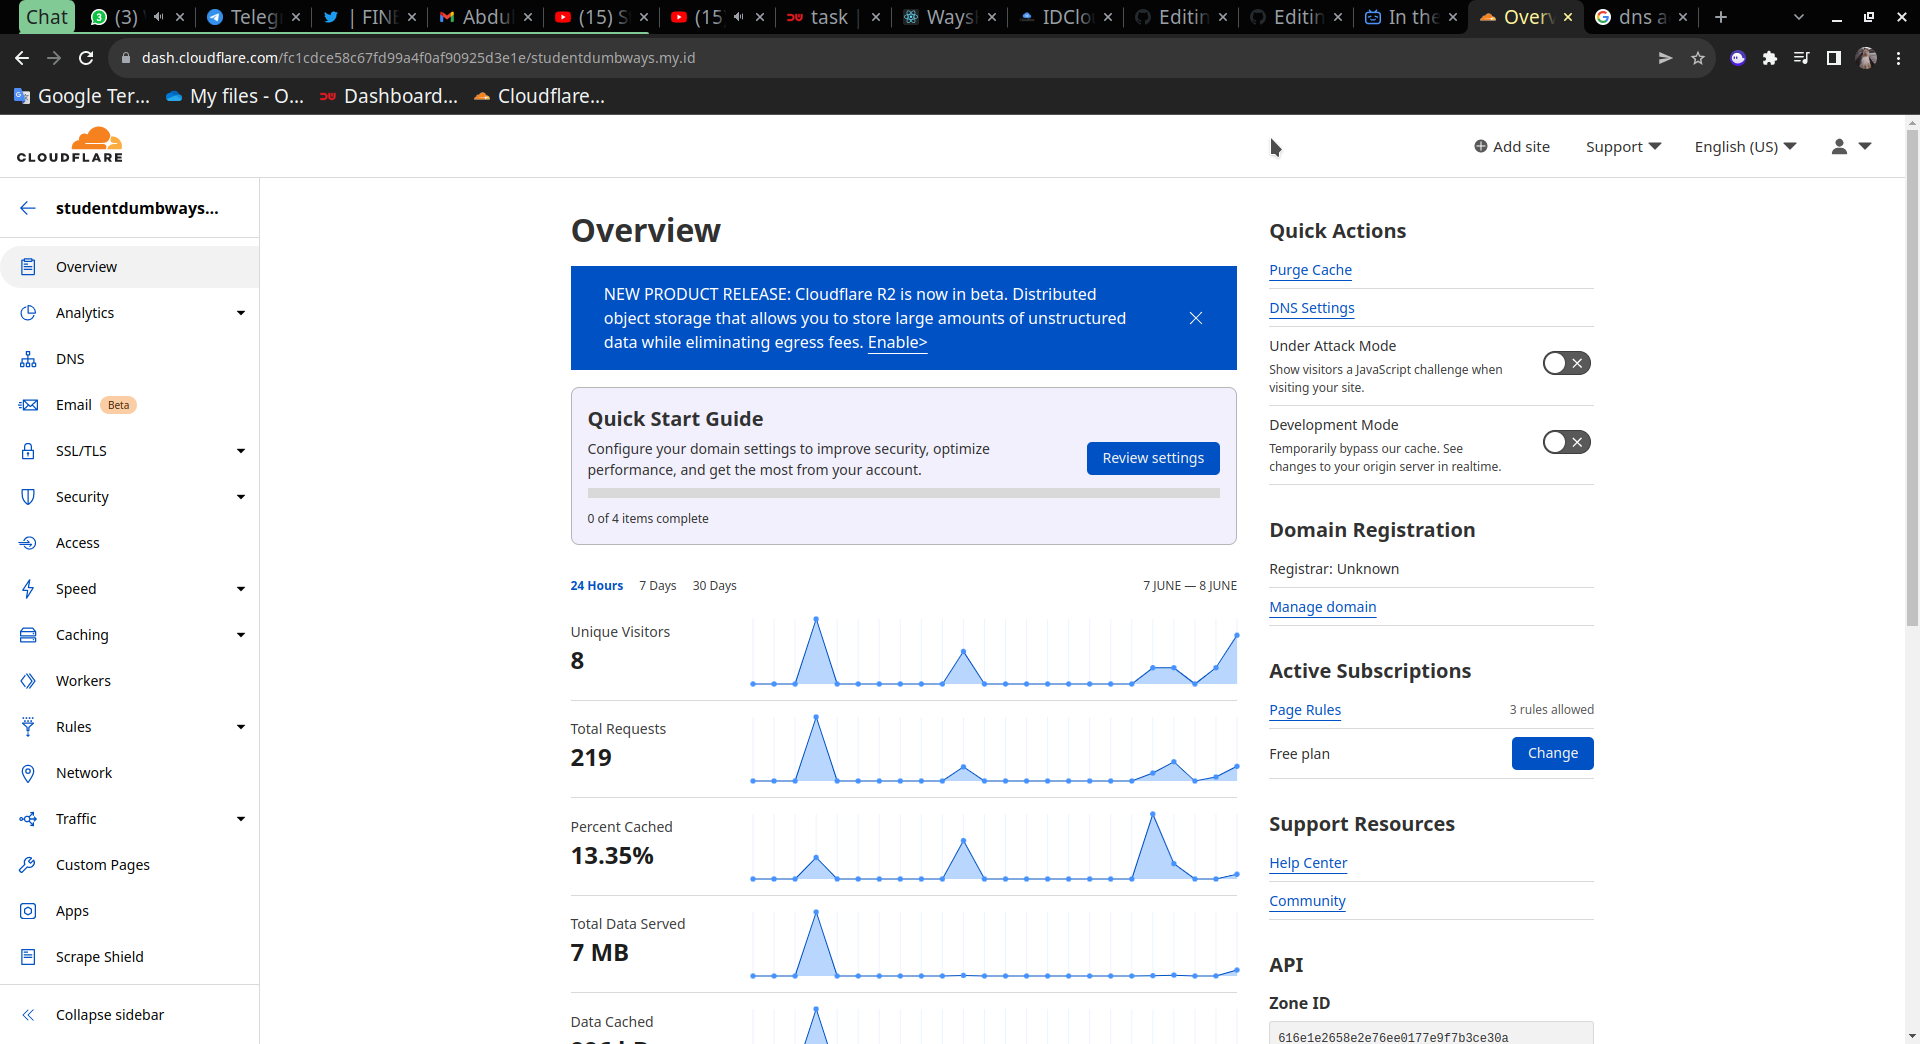 Chat
(3)
Teleg
| FINE
Abdu
(15) S
(15)
task |
Ways
IDClo
Editin
Editin
In the
Over
dns a
dash.cloudflare.com/fc1cdce58c67fd99a4f0af90925d3e1e/studentdumbways.my.id
Google Ter...
My files - O...
Dashboard...
Cloudflare...
CLOUDFLARE
Add site
Support
English (US)
studentdumbways...
Overview
Analytics
DNS
Email Beta
SSL/TLS
Security
Access
Speed
Caching
Workers
Rules
Network
Traffic
Custom Pages
Apps
Scrape Shield
Collapse sidebar
Overview
NEW PRODUCT RELEASE: Cloudflare R2 is now in beta. Distributed
object storage that allows you to store large amounts of unstructured
data while eliminating egress fees. Enable>
Quick Start Guide
Configure your domain settings to improve security, optimize
performance, and get the most from your account.
Review settings
0 of 4 items complete
24 Hours 7 Days 30 Days
7 JUNE — 8 JUNE
Unique Visitors
8
Total Requests
219
Percent Cached
13.35%
Total Data Served
7 MB
Data Cached
Quick Actions
Purge Cache
DNS Settings
Under Attack Mode
Show visitors a JavaScript challenge when
visiting your site.
Development Mode
Temporarily bypass our cache. See
changes to your origin server in realtime.
Domain Registration
Registrar: Unknown
Manage domain
Active Subscriptions
Page Rules 3 rules allowed
Free plan Change
Support Resources
Help Center
Community
API
Zone ID
616e1e2658e2e76ee0177e9f7b3ce30a